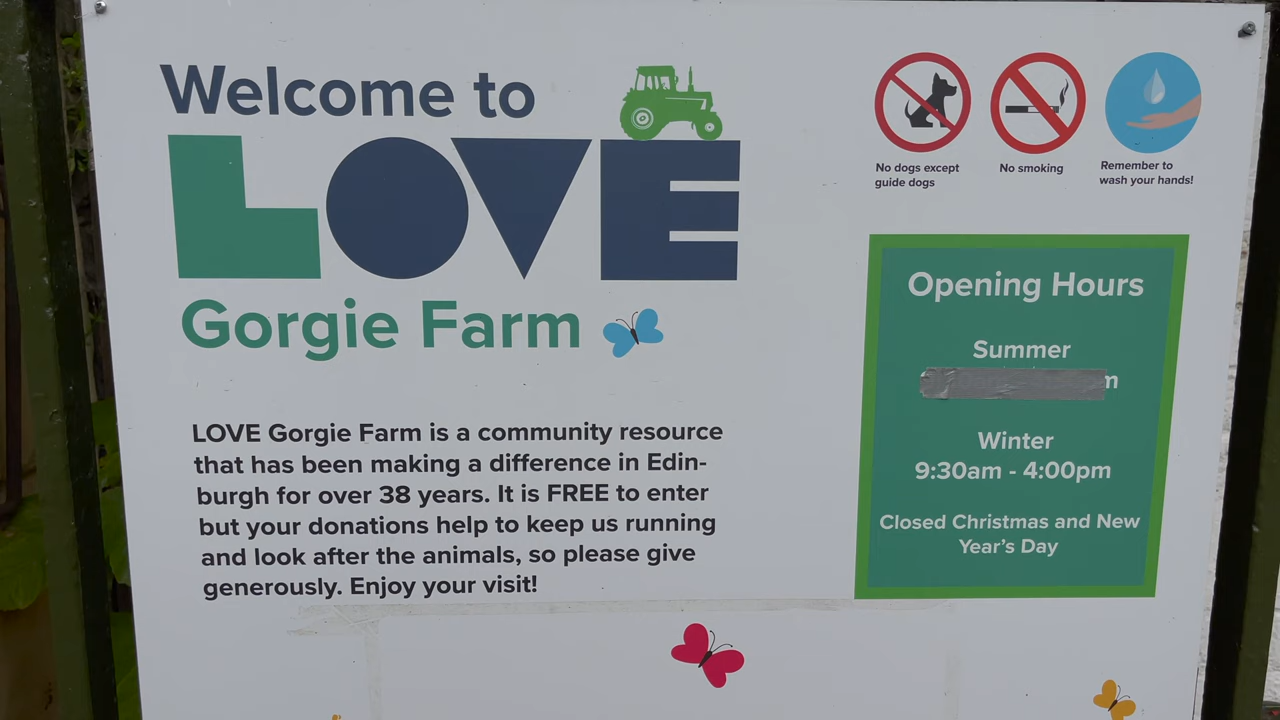 Welcome to
LOVE
Gorgie Farm
LOVE Gorgie Farm is a community resource
that has been making a difference in Edin-
burgh for over 38 years. It is FREE to enter
but your donations help to keep us running
and look after the animals, so please give
generously. Enjoy your visit!
No dogs except
guide dogs
No smoking
Remember to
wash your hands!
Opening Hours
Summer
Winter
9:30am - 4:00pm
Closed Christmas and New
Year's Day